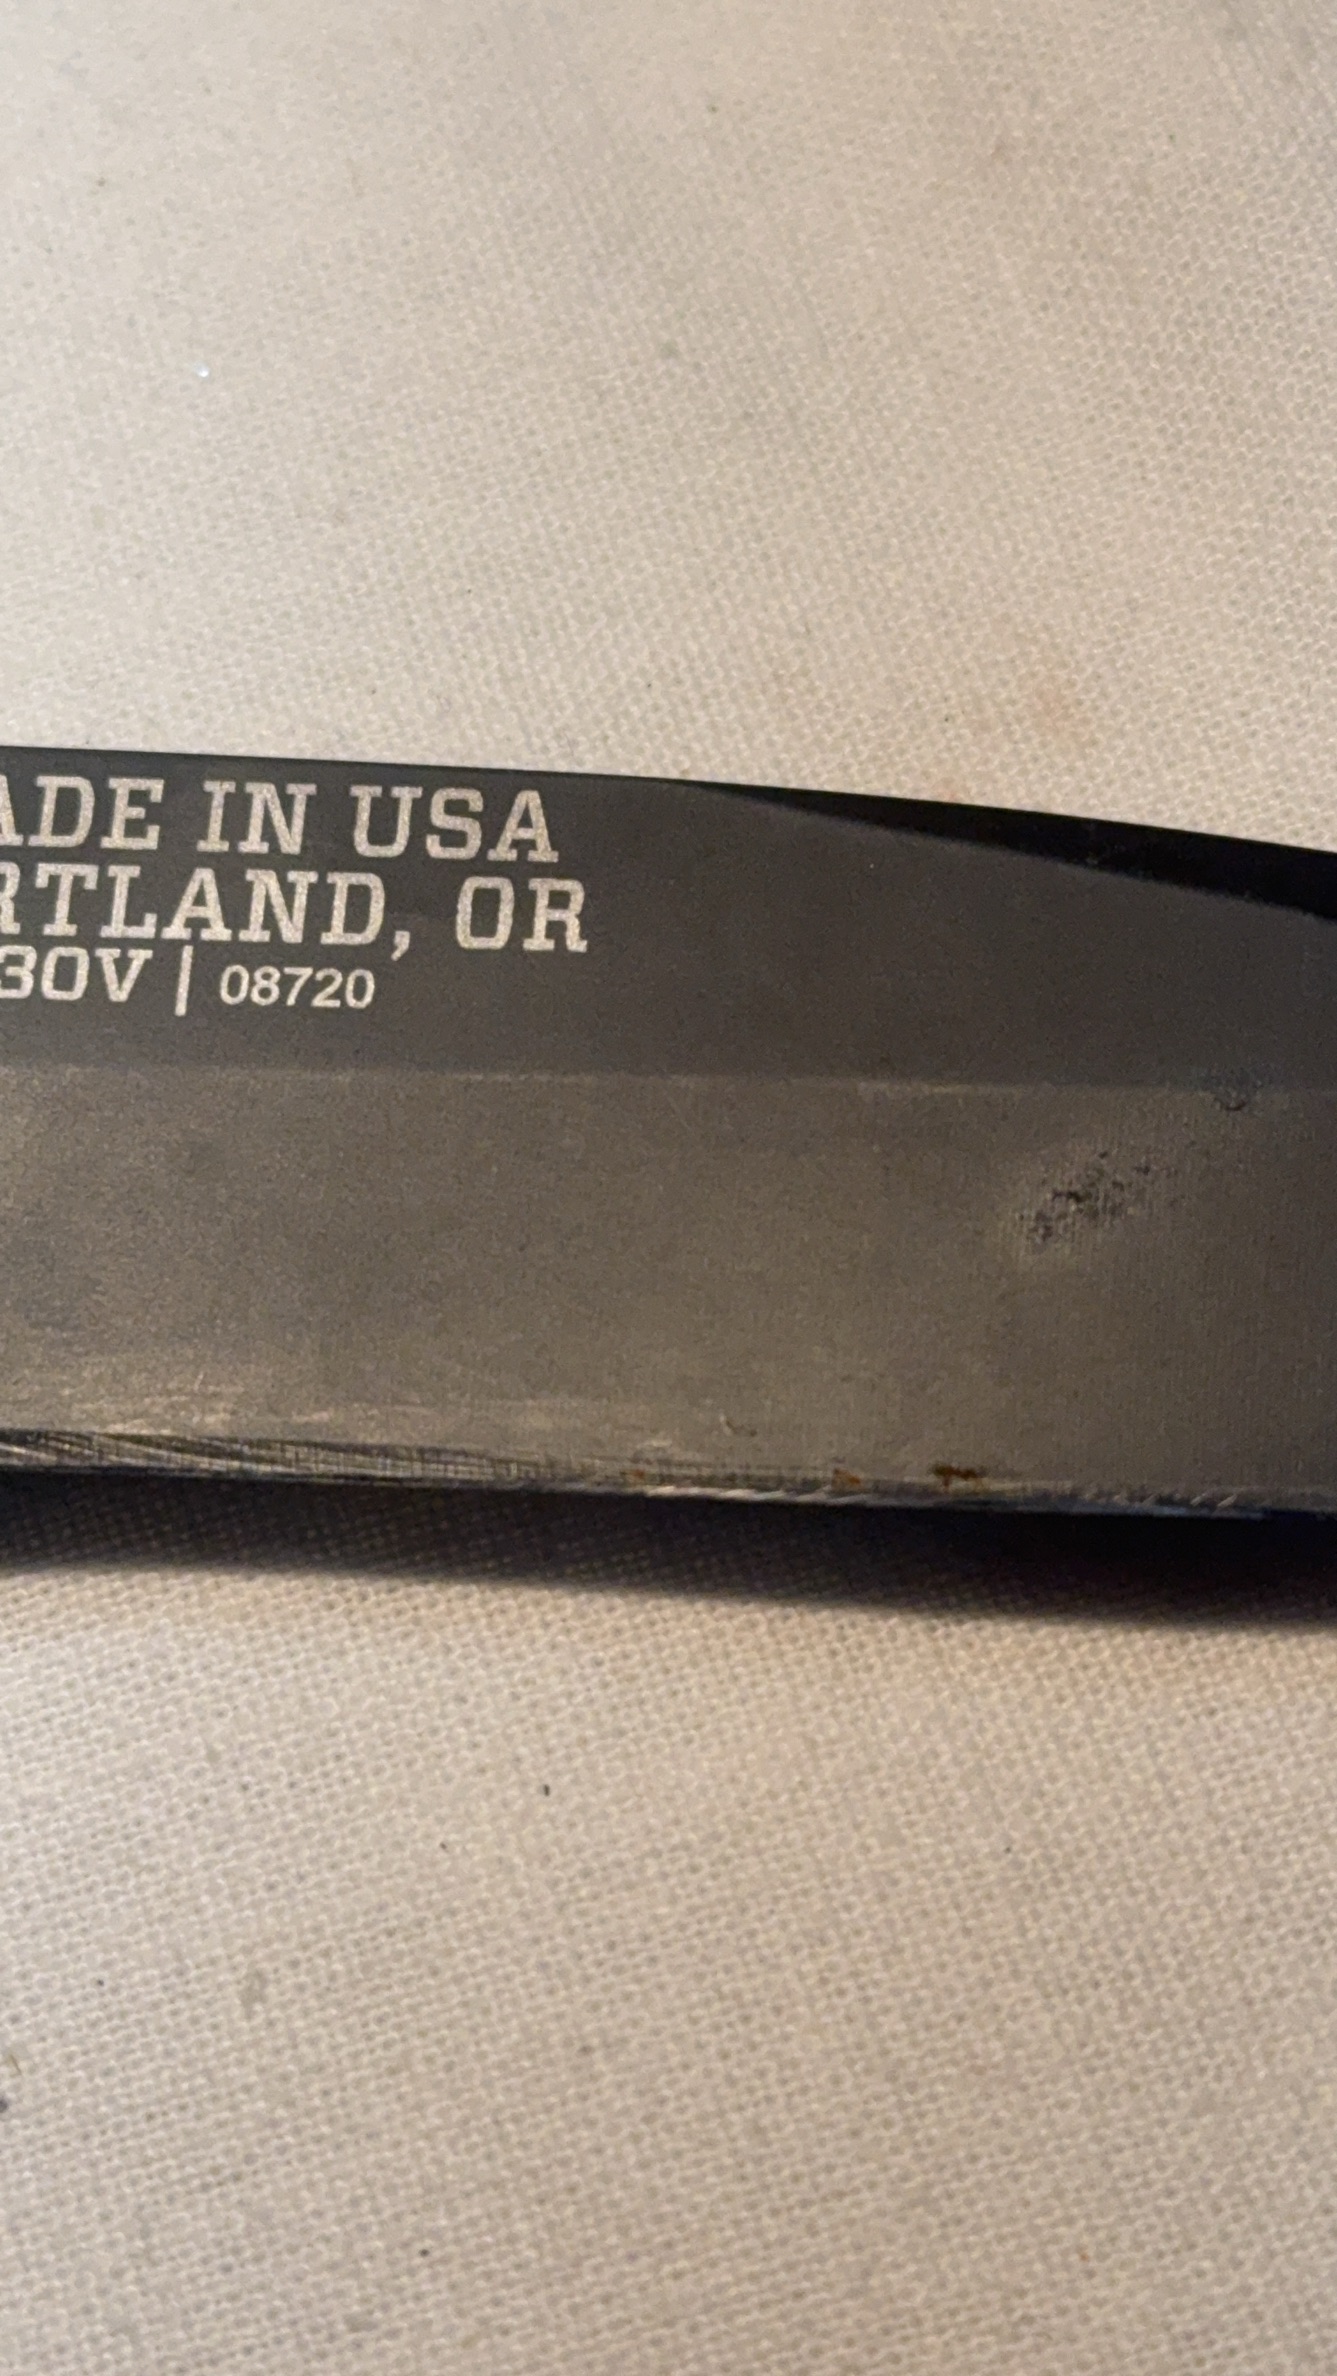 ADE IN USA
RTLAND, OR
30V | 08720